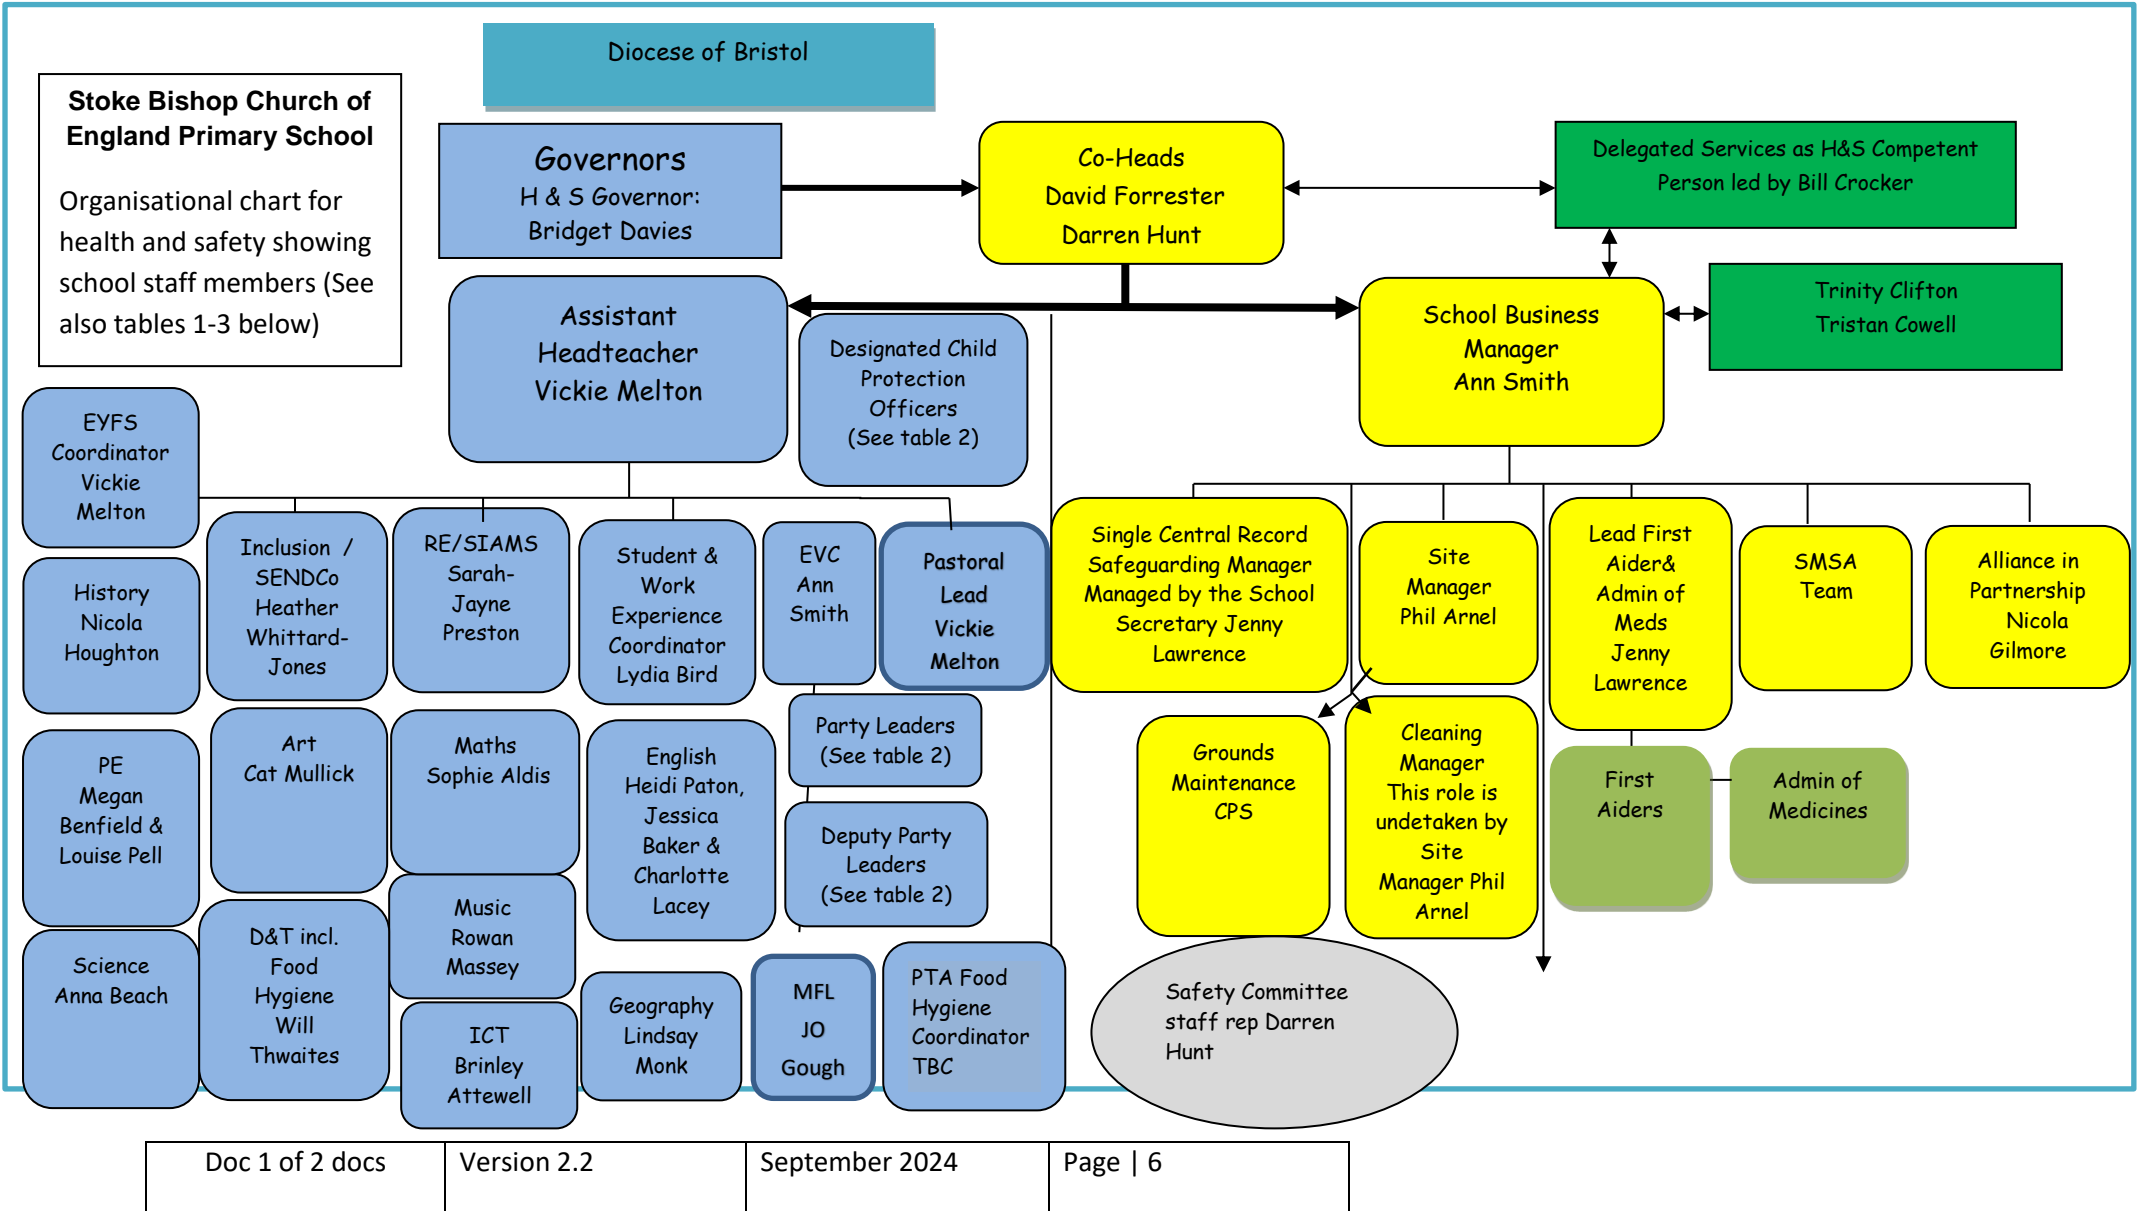 Diocese of Bristol
Stoke Bishop Church of
England Primary School
Organisational chart for
health and safety showing
school staff members (See
also tables 1-3 below)
Governors
H & S Governor:
Bridget Davies
Co-Heads
David Forrester
Darren Hunt
Delegated Services as H&S Competent
Person led by Bill Crocker
Assistant
Headteacher
Vickie Melton
Designated Child
Protection
Officers
(See table 2)
School Business
Manager
Ann Smith
Trinity Clifton
Tristan Cowell
EYFS
Coordinator
Vickie
Melton
Inclusion /
SENDCo
Heather
Whittard-
Jones
RE/SIAMS
Sarah-
Jayne
Preston
Student &
Work
Experience
Coordinator
Lydia Bird
EVC
Ann
Smith
Pastoral
Lead
Vickie
Melton
Single Central Record
Safeguarding Manager
Managed by the School
Secretary Jenny
Lawrence
Site
Manager
Phil Arnel
Lead First
Aider&
Admin of
Meds
Jenny
Lawrence
SMSA
Team
Alliance in
Partnership
Nicola
Gilmore
History
Nicola
Houghton
Art
Cat Mullick
Maths
Sophie Aldis
English
Heidi Paton,
Jessica
Baker &
Charlotte
Lacey
Party Leaders
(See table 2)
Deputy Party
Leaders
(See table 2)
Grounds
Maintenance
CPS
Cleaning
Manager
This role is
undetaken by
Site
Manager Phil
Arnel
First
Aiders
Admin of
Medicines
PE
Megan
Benfield &
Louise Pell
D&T incl.
Food
Hygiene
Will
Thwaites
Music
Rowan
Massey
Science
Anna Beach
ICT
Brinley
Attewell
Geography
Lindsay
Monk
MFL
JO
Gough
PTA Food
Hygiene
Coordinator
TBC
Safety Committee
staff rep Darren
Hunt
Doc 1 of 2 docs
Version 2.2
September 2024
Page | 6